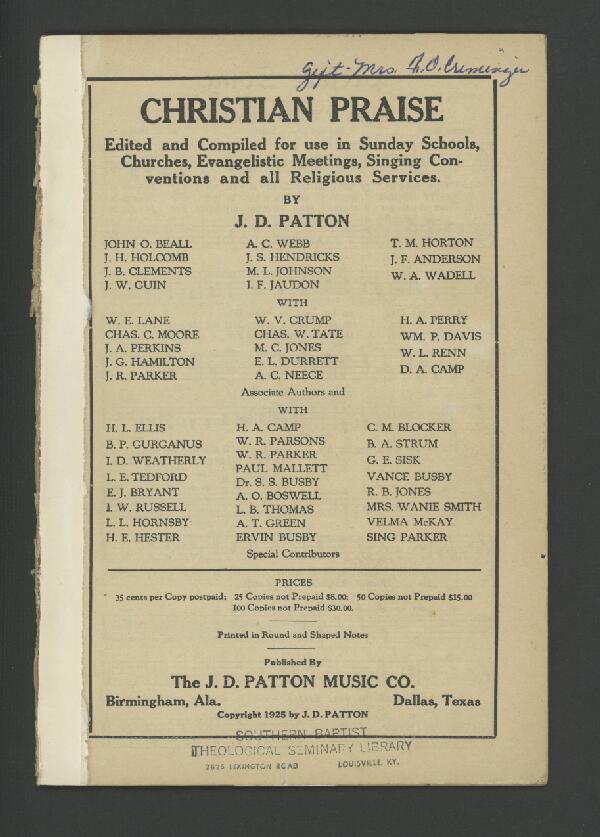 Gift - Mrs. A. O. Cremenger
CHRISTIAN PRAISE
Edited and Compiled for use in Sunday Schools,
Churches, Evangelistic Meetings, Singing Con-
ventions and all Religious Services.
BY
J. D. PATTON
JOHN O. BEALL A. C. WEBB T. M. HORTON
J. H. HOLCOMB J. S. HENDRICKS J. F. ANDERSON
J. B. CLEMENTS M. L. JOHNSON W. A. WADELL
J. W. GUIN I. F. JAUDON
WITH
W. E. LANE W. V. CRUMP H. A. PERRY
CHAS. C. MOORE CHAS. W. TATE WM. P. DAVIS
J. A. PERKINS M. C. JONES W. L. RENN
J. G. HAMILTON E. L. DURRETT D. A. CAMP
J. R. PARKER A. C. NEECE
Associate Authors and
WITH
H. L. ELLIS H. A. CAMP C. M. BLOCKER
B. P. GURGANUS W. R. PARSONS B. A. STRUM
I. D. WEATHERLY W. R. PARKER G. E. SISK
L. E. TEDFORD PAUL MALLETT VANCE BUSBY
E. J. BRYANT Dr. S. S. BUSBY R. B. JONES
I. W. RUSSELL A. O. BOSWELL MRS. WANIE SMITH
L. L. HORNSBY L. B. THOMAS VELMA McKAY
H. E. HESTER A. T. GREEN SING PARKER
ERVIN BUSBY
Special Contributors
PRICES
35 cents per Copy postpaid; 25 Copies not Prepaid $8.00; 50 Copies not Prepaid $15.00
100 Copies not Prepaid $30.00.
Printed in Round and Shaped Notes
Published By
The J. D. PATTON MUSIC CO.
Birmingham, Ala. Dallas, Texas
Copyright 1925 by J. D. PATTON
SOUTHERN BAPTIST
THEOLOGICAL SEMINARY LIBRARY
2825 LEXINGTON ROAD LOUISVILLE, KY.